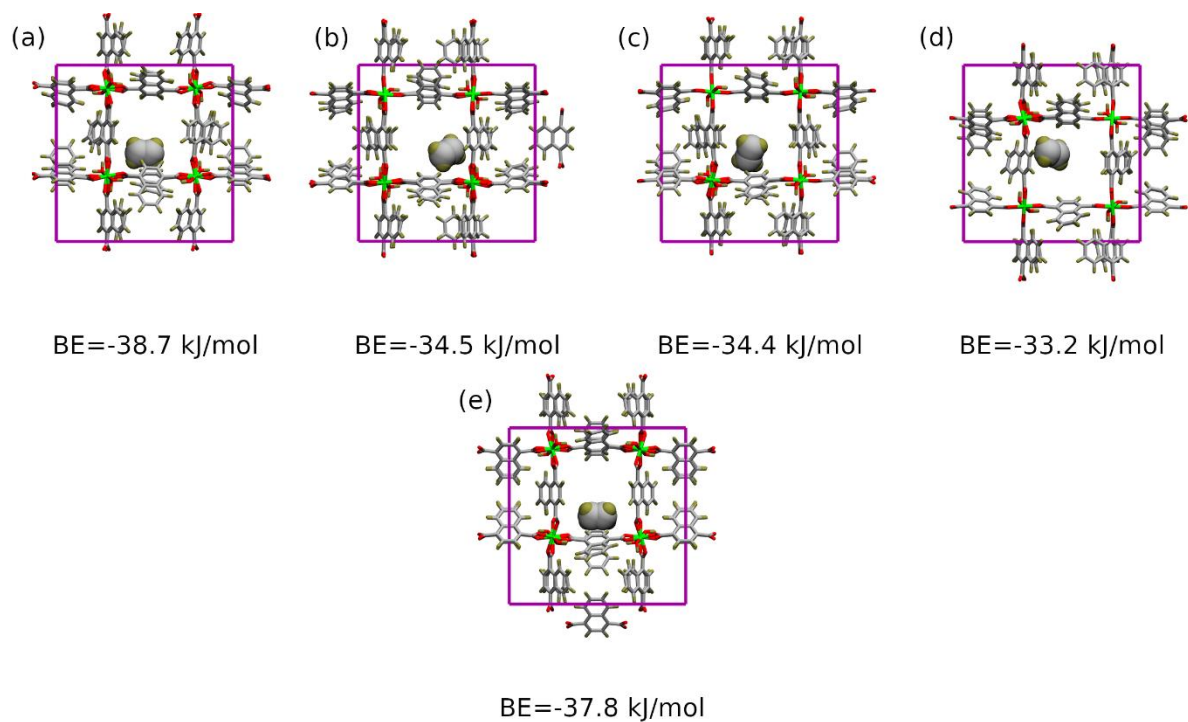 (a)
(b)
(c)
(d)
BE=-38.7 kJ/mol
BE=-34.5 kJ/mol
BE=-34.4 kJ/mol
BE=-33.2 kJ/mol
(e)
BE=-37.8 kJ/mol